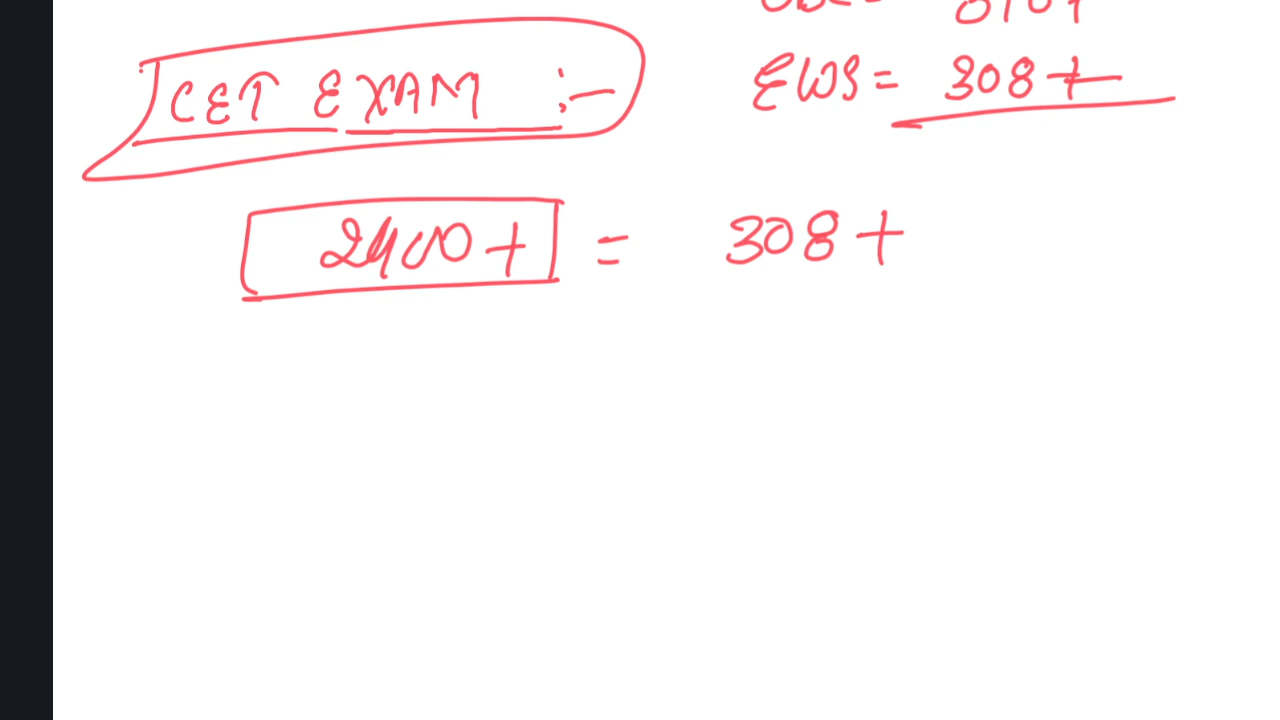 CET EXAM :-
EWS = 308+
2400+ = 308+